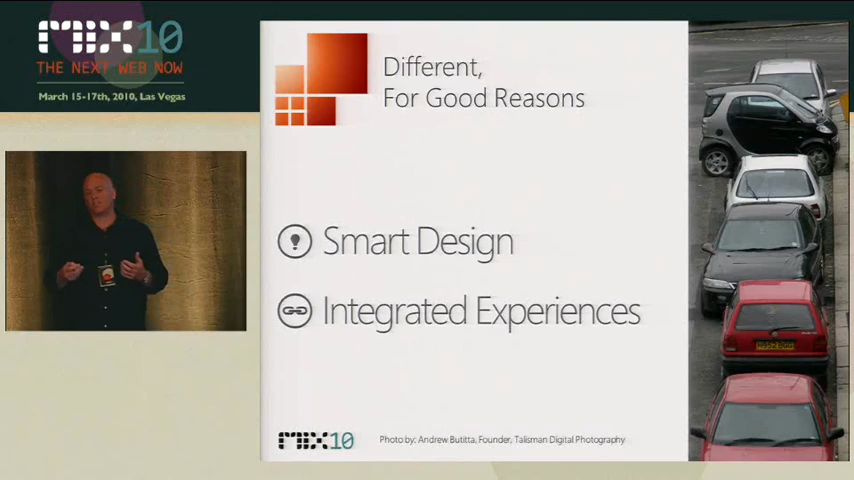 MIX10
THE NEXT WEB NOW
March 15-17th, 2010, Las Vegas
Different,
For Good Reasons
Smart Design
Integrated Experiences
MIX10
Photo by: Andrew Butitta, Founder, Talisman Digital Photography